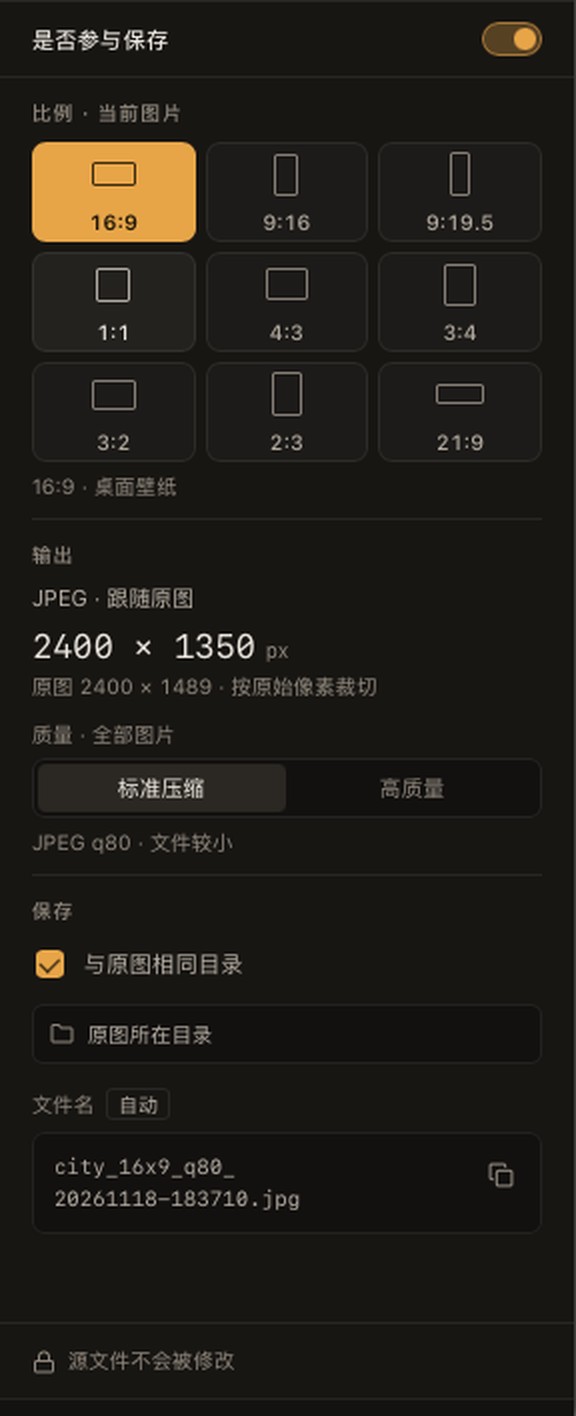 是否参与保存
比例 · 当前图片
16:9
9:16
9:19.5
1:1
4:3
3:4
3:2
2:3
21:9
16:9 · 桌面壁纸
输出
JPEG · 跟随原图
2400 × 1350 px
原图 2400 × 1489 · 按原始像素裁切
质量 · 全部图片
标准压缩
高质量
JPEG q80 · 文件较小
保存
与原图相同目录
原图所在目录
文件名 自动
city_16x9_q80_
20261118-183710.jpg
源文件不会被修改